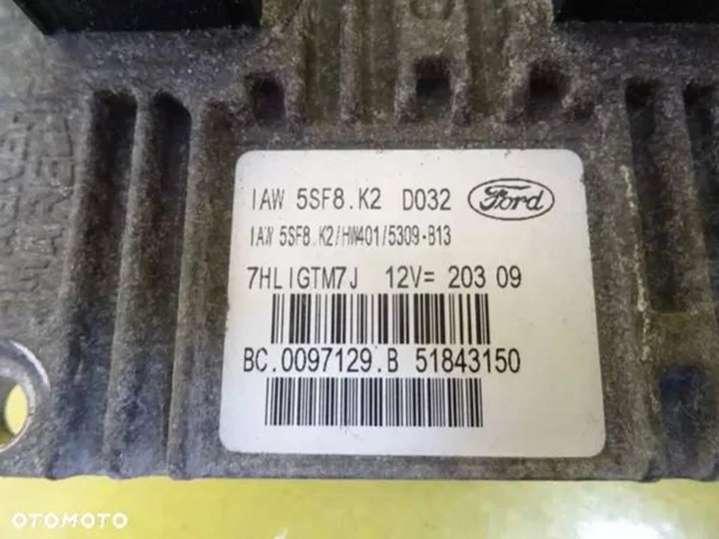 IAW 5SF8.K2 D032 Ford
IAW 5SF8.K2/HW401/5309-B13
7HLIGTM7J 12V= 203 09
BC.0097129.B 51843150
OTOMOTO